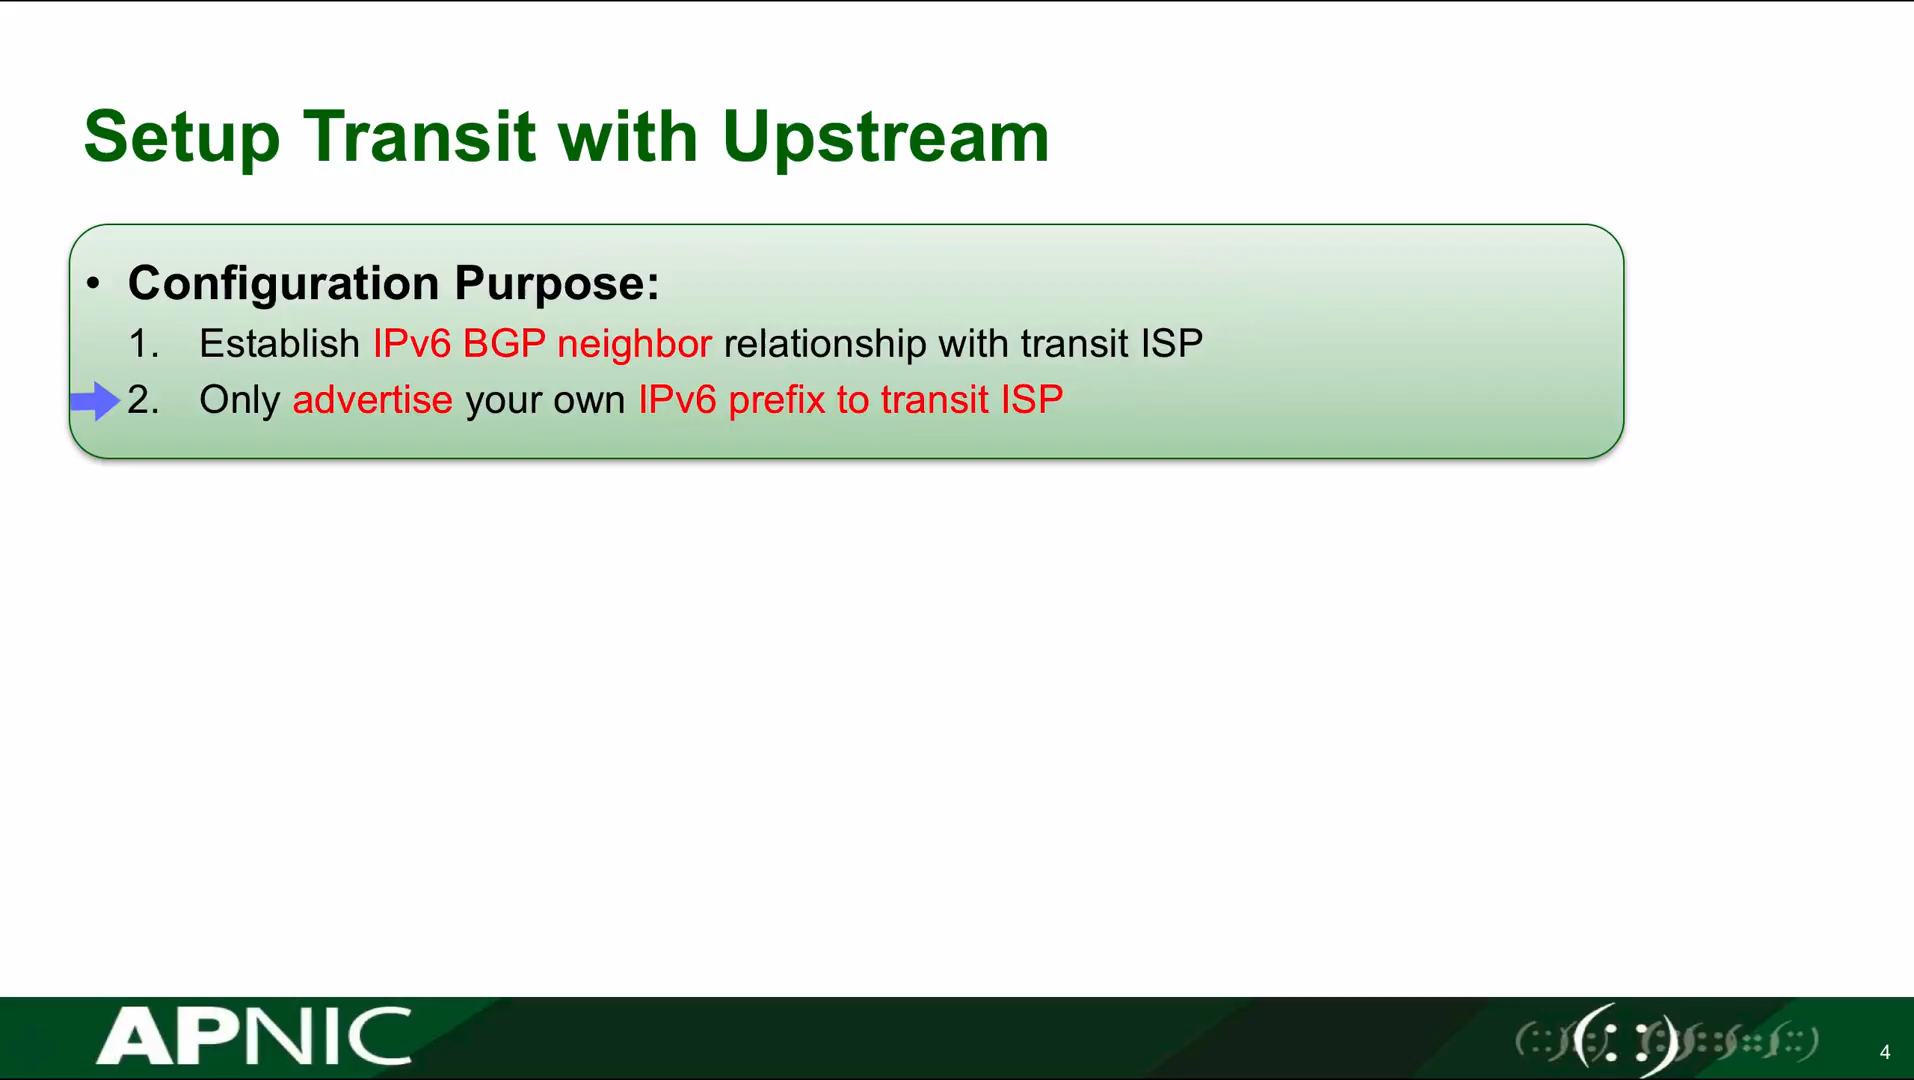 Setup Transit with Upstream
• Configuration Purpose:
1. Establish IPv6 BGP neighbor relationship with transit ISP
2. Only advertise your own IPv6 prefix to transit ISP
APNIC
(::)
4